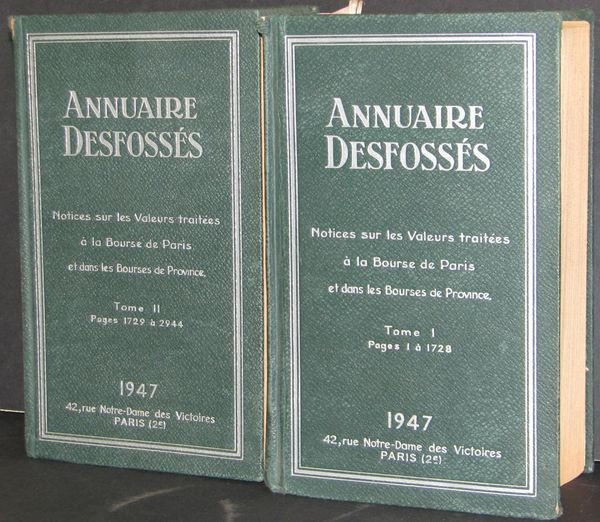 ANNUAIRE
DESFOSSÉS
Notices sur les Valeurs traitées
à la Bourse de Paris
et dans les Bourses de Province.
Tome II
Pages 1729 à 2944
1947
42, rue Notre-Dame des Victoires
PARIS (2e)
ANNUAIRE
DESFOSSÉS
Notices sur les Valeurs traitées
à la Bourse de Paris
et dans les Bourses de Province.
Tome I
Pages 1 à 1728
1947
42, rue Notre-Dame des Victoires
PARIS (2e)